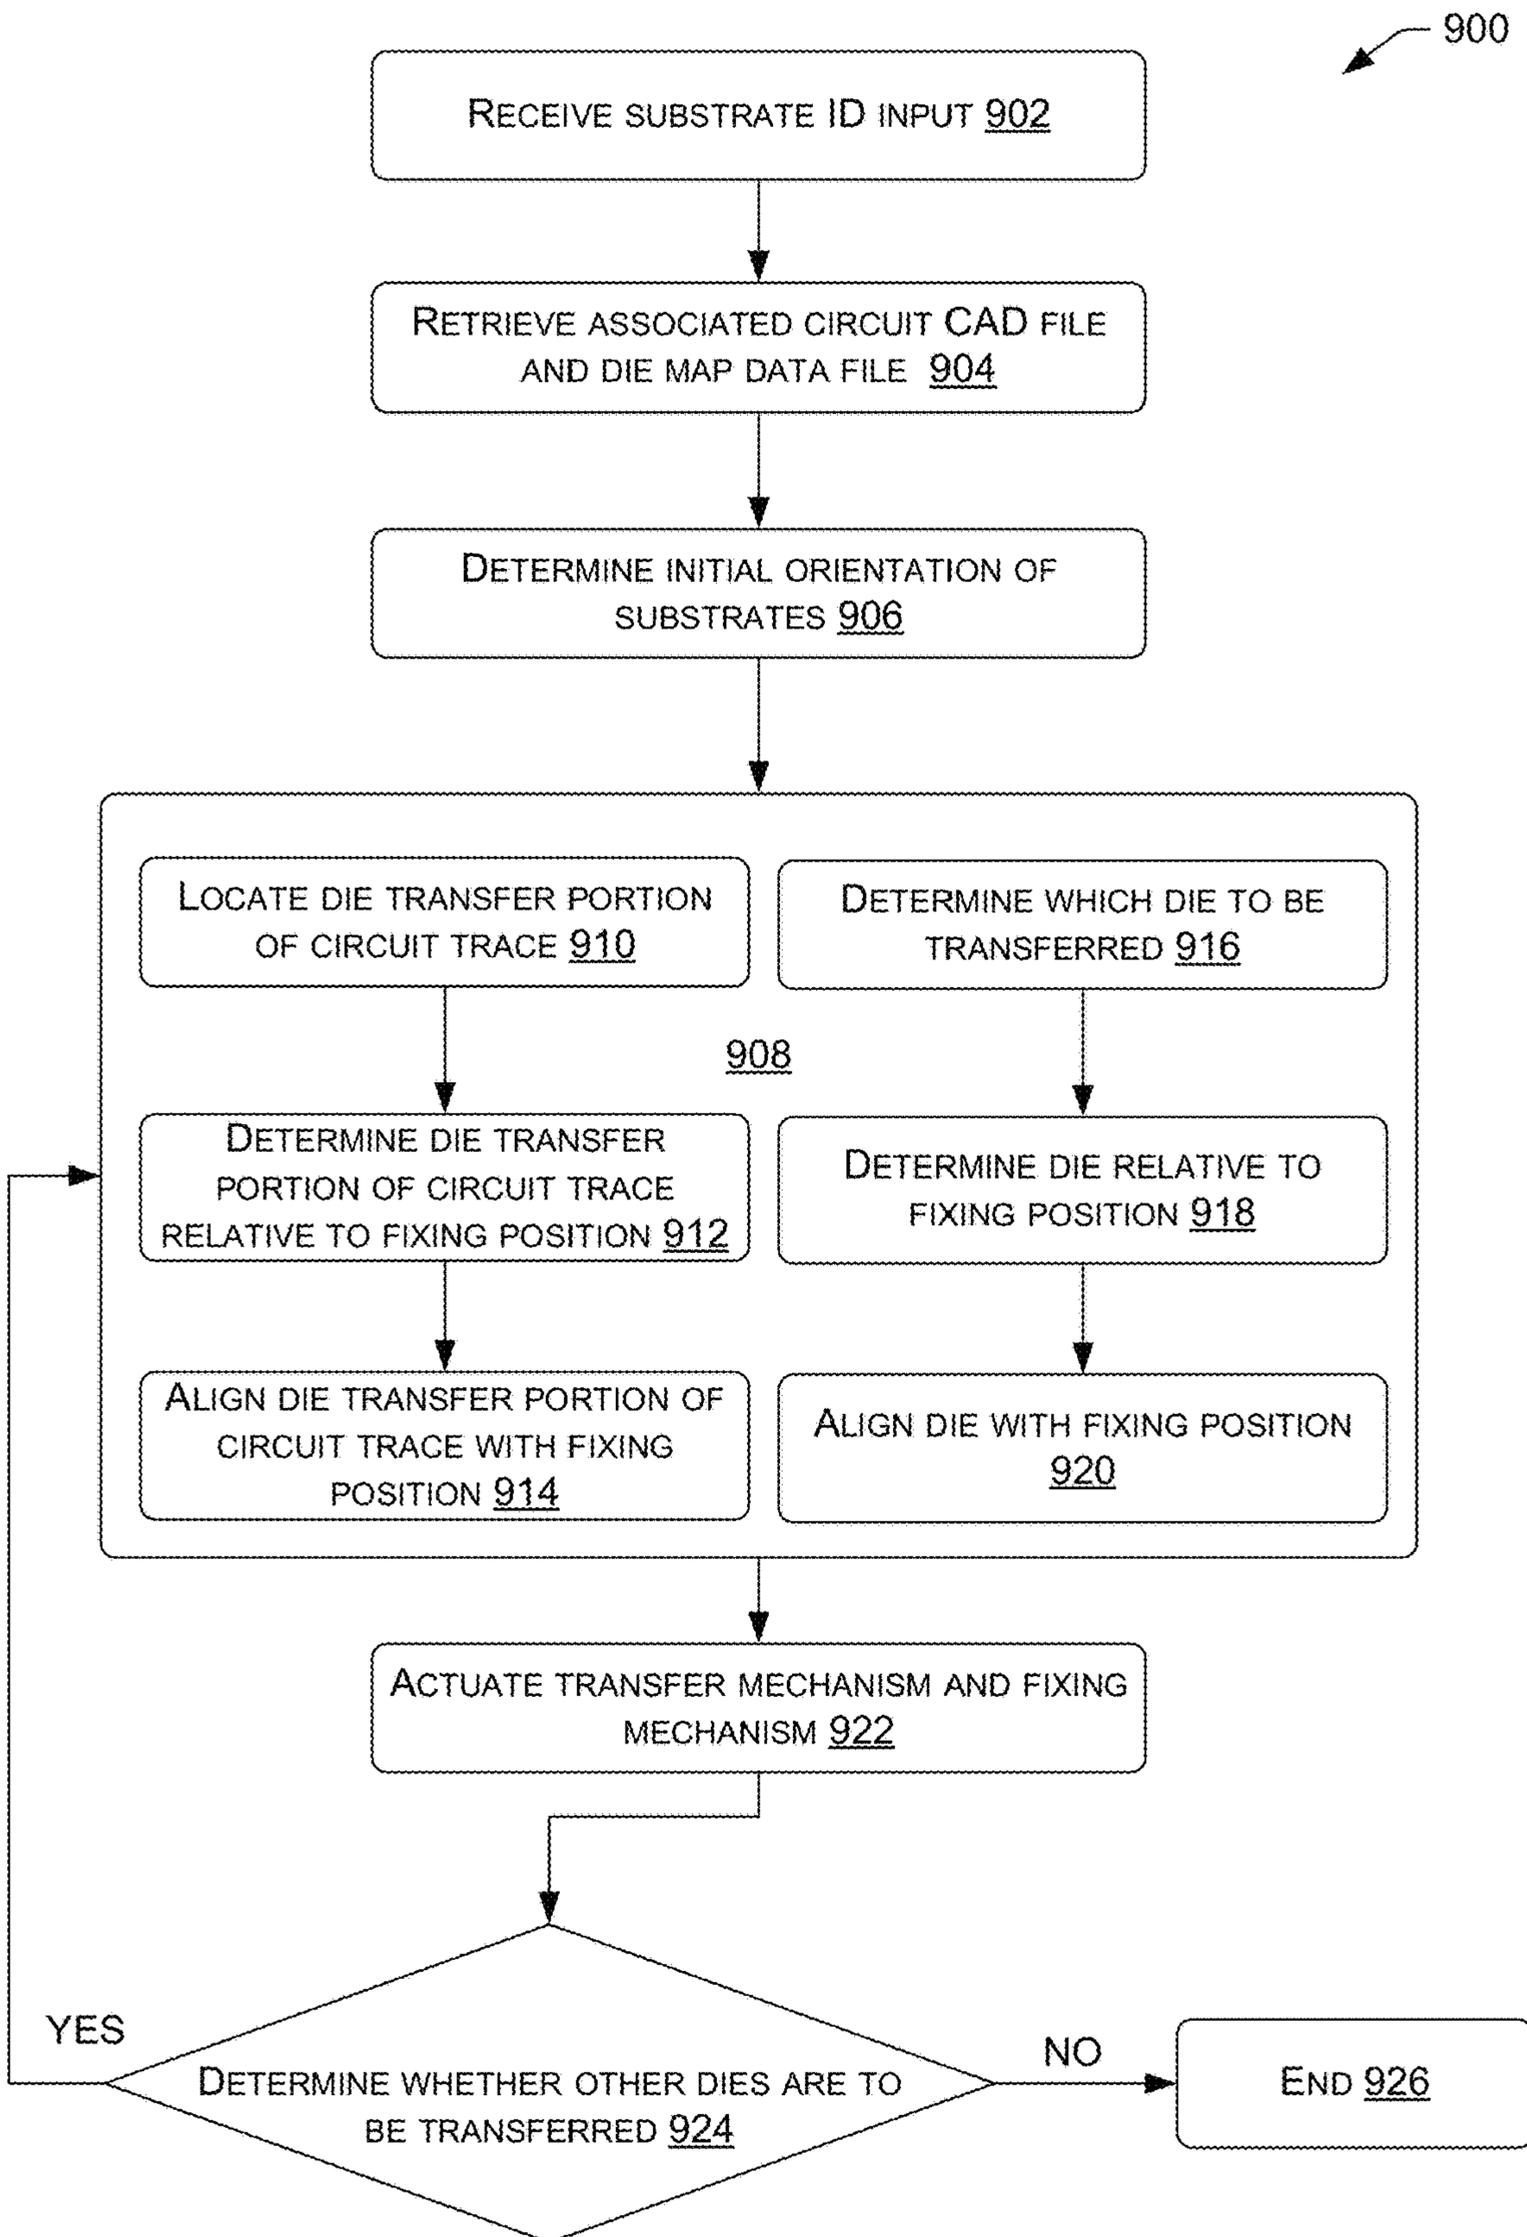 900
RECEIVE SUBSTRATE ID INPUT 902
RETRIEVE ASSOCIATED CIRCUIT CAD FILE
AND DIE MAP DATA FILE 904
DETERMINE INITIAL ORIENTATION OF
SUBSTRATES 906
LOCATE DIE TRANSFER PORTION
OF CIRCUIT TRACE 910
DETERMINE WHICH DIE TO BE
TRANSFERRED 916
908
DETERMINE DIE TRANSFER
PORTION OF CIRCUIT TRACE
RELATIVE TO FIXING POSITION 912
DETERMINE DIE RELATIVE TO
FIXING POSITION 918
ALIGN DIE TRANSFER PORTION OF
CIRCUIT TRACE WITH FIXING
POSITION 914
ALIGN DIE WITH FIXING POSITION
920
ACTUATE TRANSFER MECHANISM AND FIXING
MECHANISM 922
YES
DETERMINE WHETHER OTHER DIES ARE TO
BE TRANSFERRED 924
NO
END 926